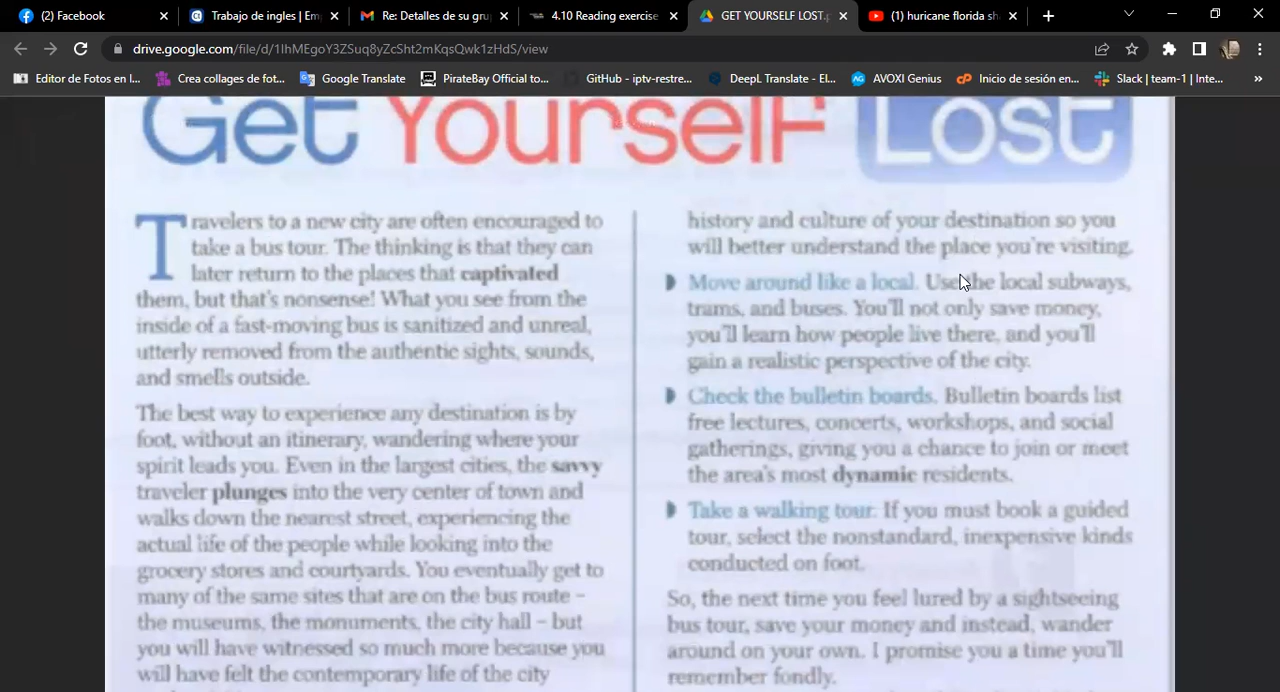 (2) Facebook
Trabajo de ingles | Em
Re: Detalles de su gru
4.10 Reading exercise
GET YOURSELF LOST.
(1) huricane florida sh
drive.google.com/file/d/1IhMEgoY3ZSuq8yZcSht2mKqsQwk1zHdS/view
Editor de Fotos en l...
Crea collages de fot...
Google Translate
PirateBay Official to...
GitHub - iptv-restre...
DeepL Translate - El...
AVOXI Genius
Inicio de sesión en...
Slack | team-1 | Inte...
Get Yourself Lost
Travelers to a new city are often encouraged to
take a bus tour. The thinking is that they can
later return to the places that captivated
them, but that's nonsense! What you see from the
inside of a fast-moving bus is sanitized and unreal,
utterly removed from the authentic sights, sounds,
and smells outside.
The best way to experience any destination is by
foot, without an itinerary, wandering where your
spirit leads you. Even in the largest cities, the savvy
traveler plunges into the very center of town and
walks down the nearest street, experiencing the
actual life of the people while looking into the
grocery stores and courtyards. You eventually get to
many of the same sites that are on the bus route –
the museums, the monuments, the city hall – but
you will have witnessed so much more because you
will have felt the contemporary life of the city
history and culture of your destination so you
will better understand the place you're visiting.
Move around like a local. Use the local subways,
trams, and buses. You'll not only save money,
you'll learn how people live there, and you'll
gain a realistic perspective of the city.
Check the bulletin boards. Bulletin boards list
free lectures, concerts, workshops, and social
gatherings, giving you a chance to join or meet
the area's most dynamic residents.
Take a walking tour. If you must book a guided
tour, select the nonstandard, inexpensive kinds
conducted on foot.
So, the next time you feel lured by a sightseeing
bus tour, save your money and instead, wander
around on your own. I promise you a time you'll
remember fondly.